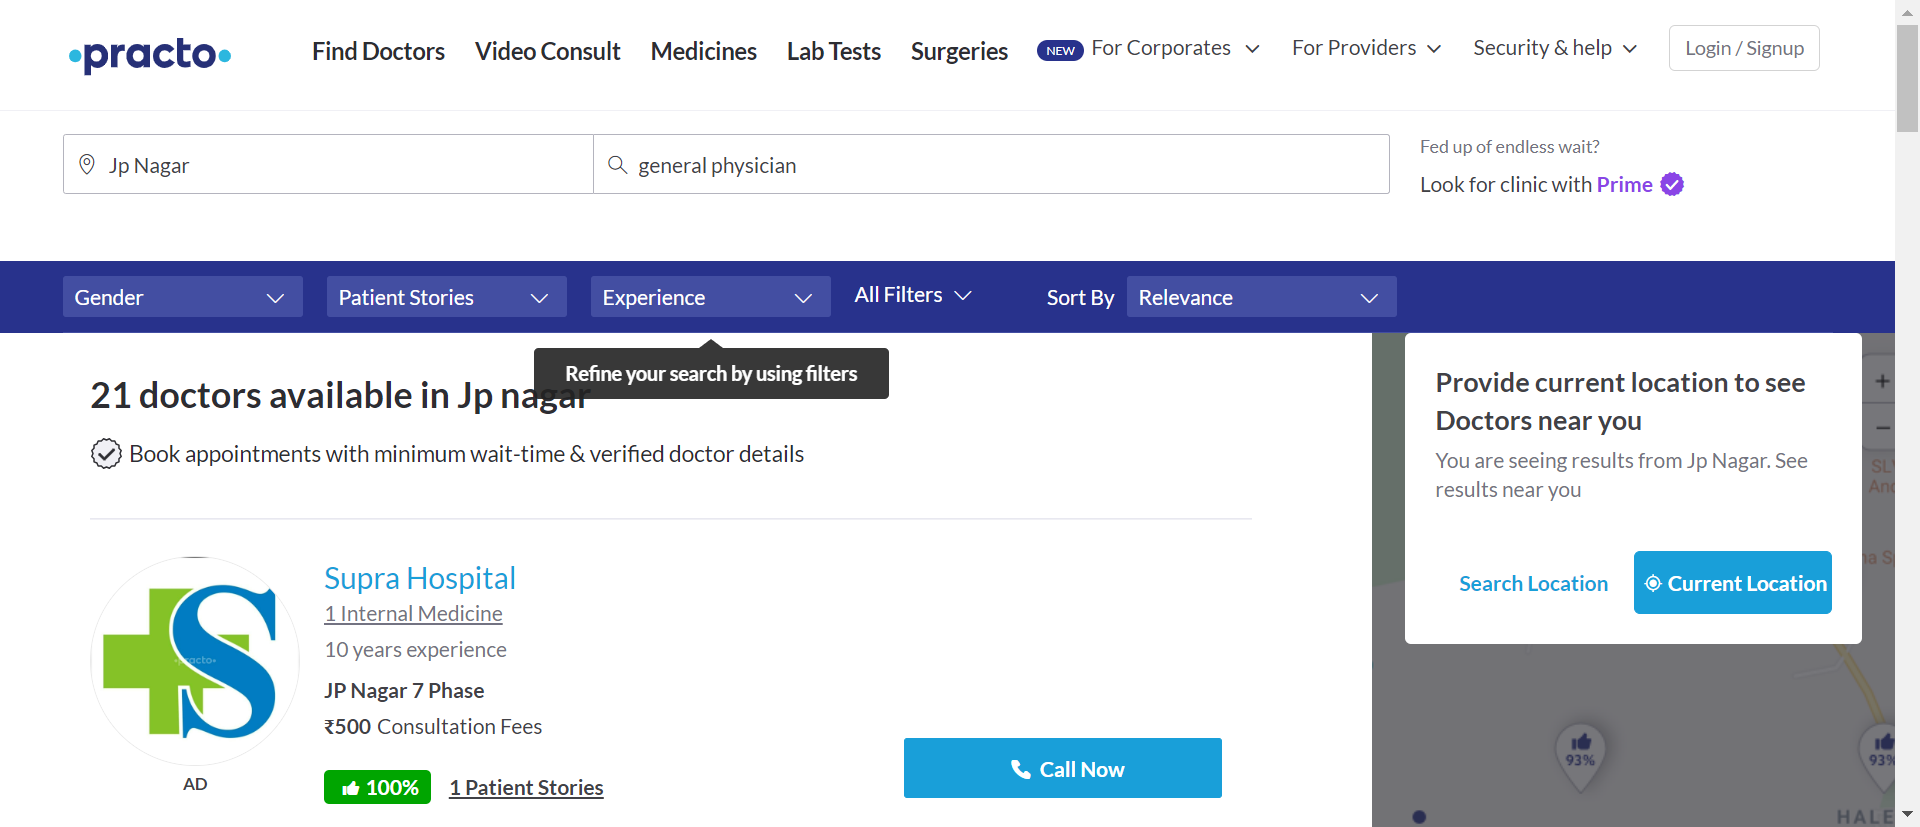 practo
Find Doctors
Video Consult
Medicines
Lab Tests
Surgeries
NEW For Corporates
For Providers
Security & help
Login / Signup
Jp Nagar
general physician
Fed up of endless wait?
Look for clinic with Prime
Gender
Patient Stories
Experience
All Filters
Sort By
Relevance
Refine your search by using filters
21 doctors available in Jp nagar
Book appointments with minimum wait-time & verified doctor details
Provide current location to see
Doctors near you
You are seeing results from Jp Nagar. See
results near you
Search Location
Current Location
Supra Hospital
1 Internal Medicine
10 years experience
JP Nagar 7 Phase
₹500 Consultation Fees
practo
AD
100%
1 Patient Stories
Call Now
93%
93%
HALE